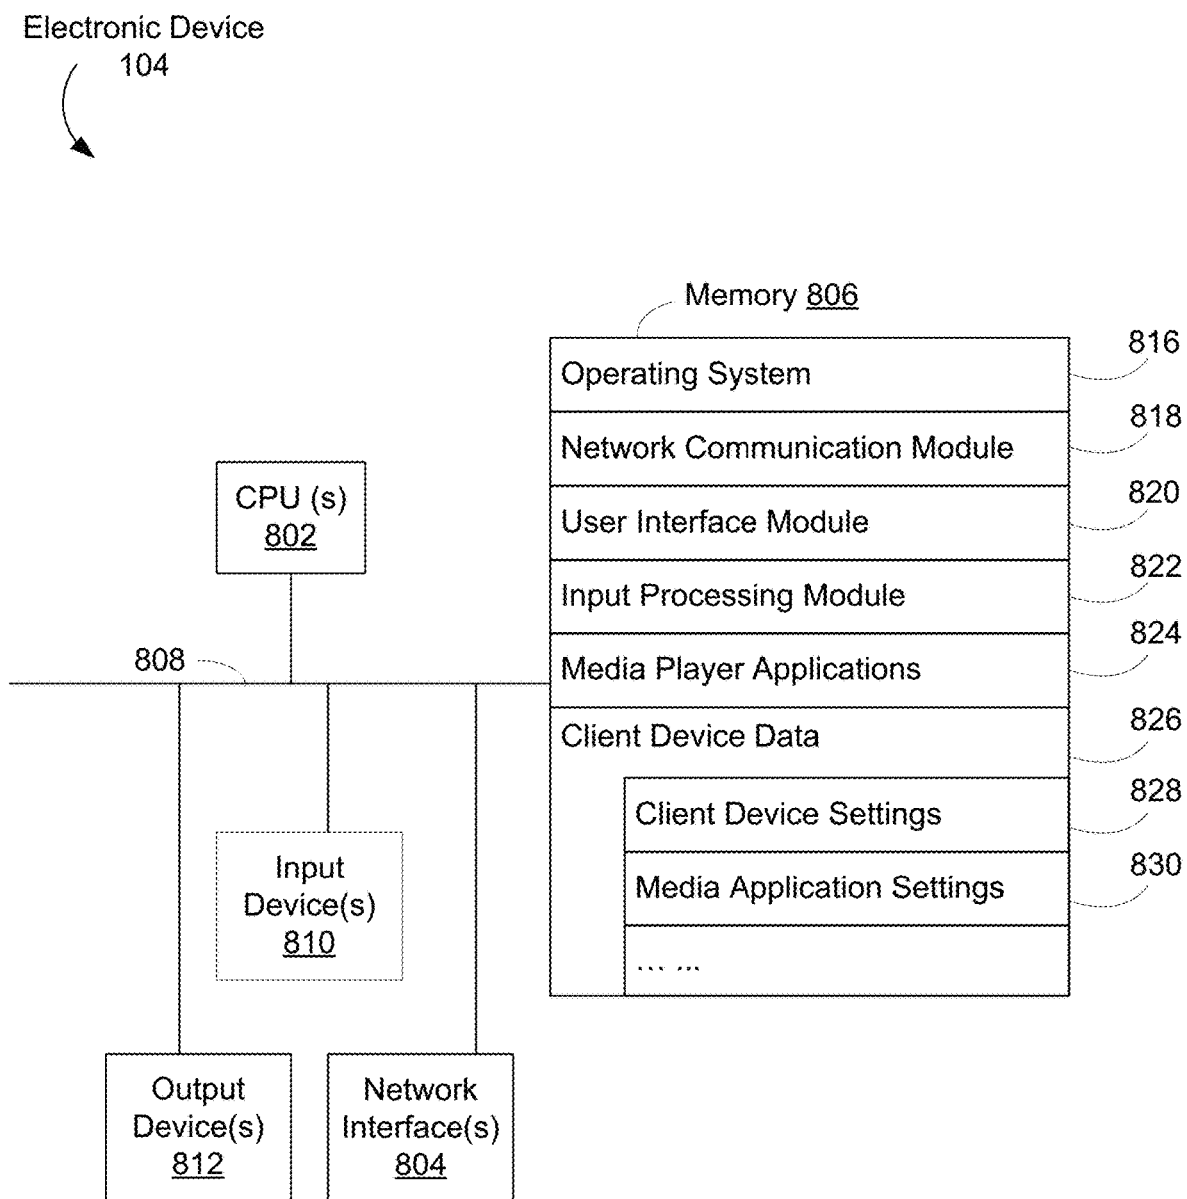 Electronic Device
104
Memory 806
Operating System
816
Network Communication Module
818
User Interface Module
820
Input Processing Module
822
Media Player Applications
824
Client Device Data
826
Client Device Settings
828
Media Application Settings
830
... ...
CPU (s)
802
808
Input
Device(s)
810
Output
Device(s)
812
Network
Interface(s)
804